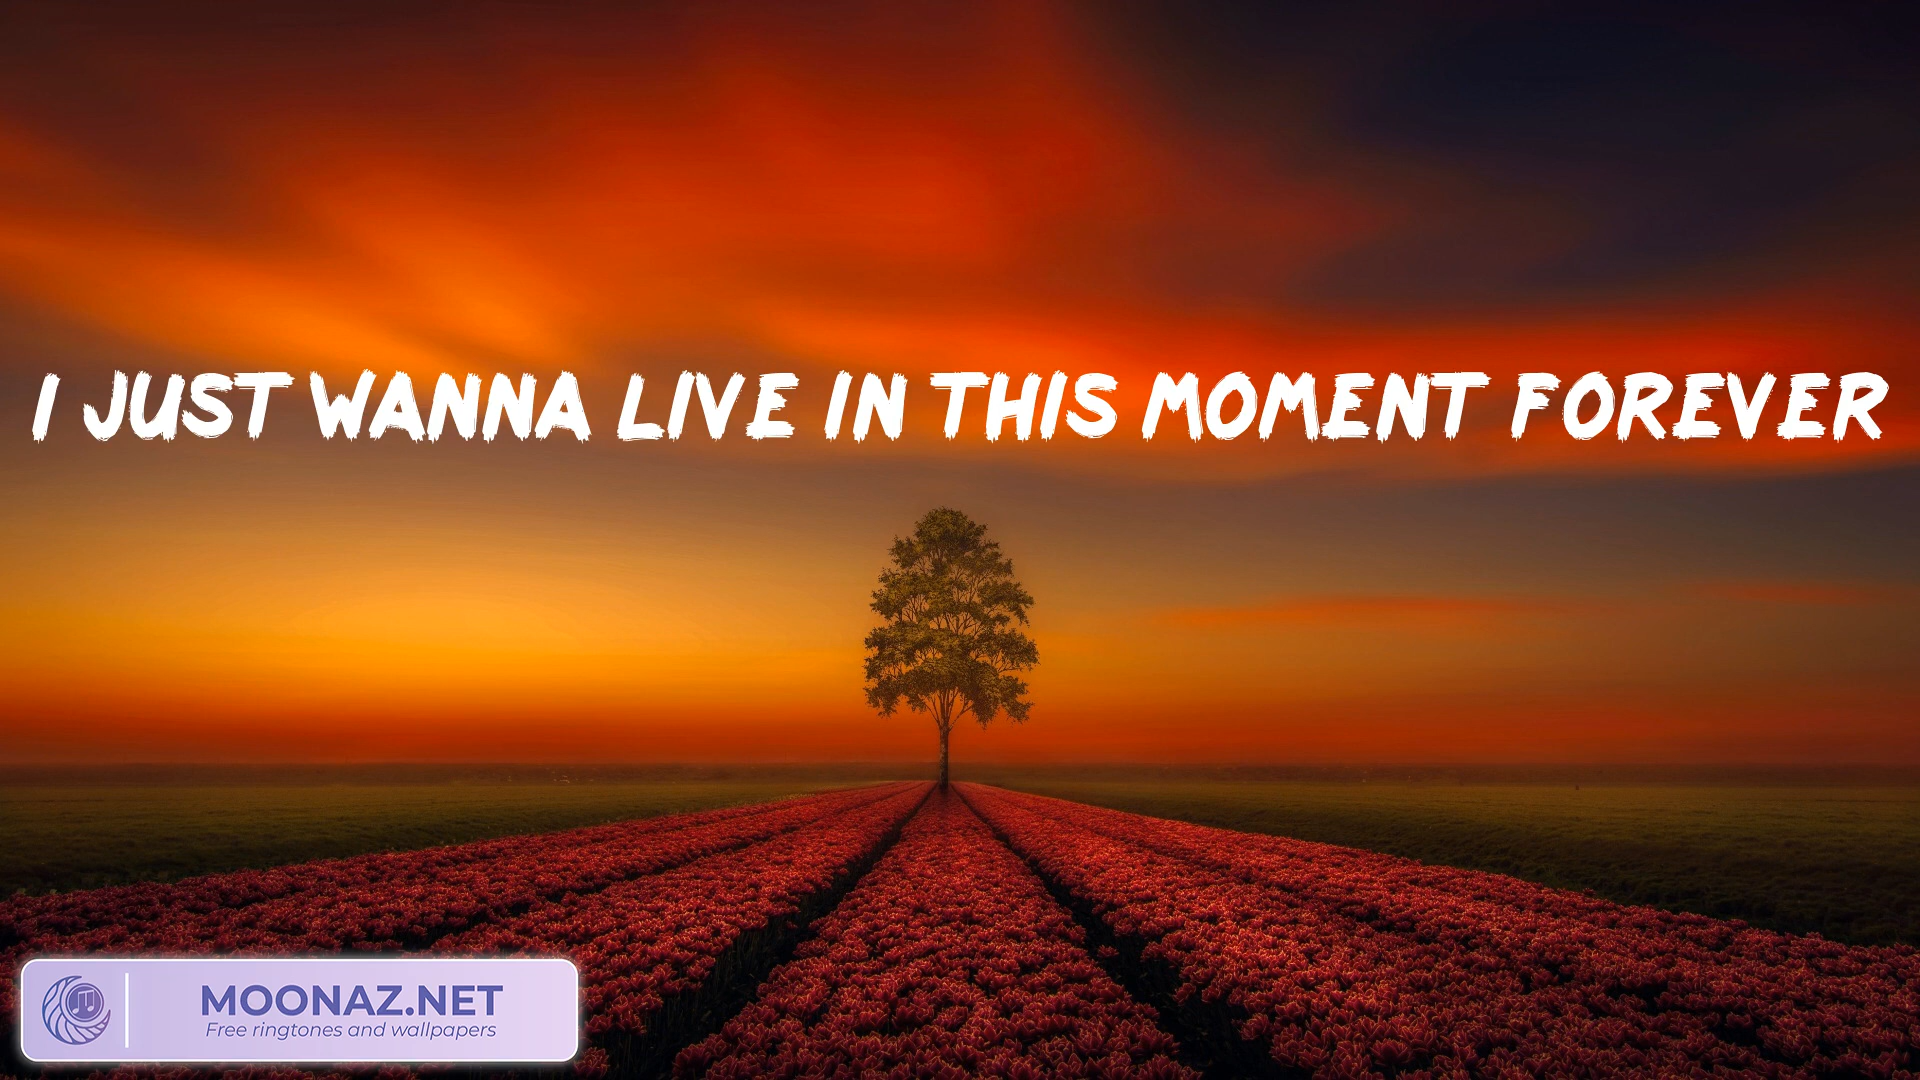 I JUST WANNA LIVE IN THIS MOMENT FOREVER
MOONAZ.NET
Free ringtones and wallpapers